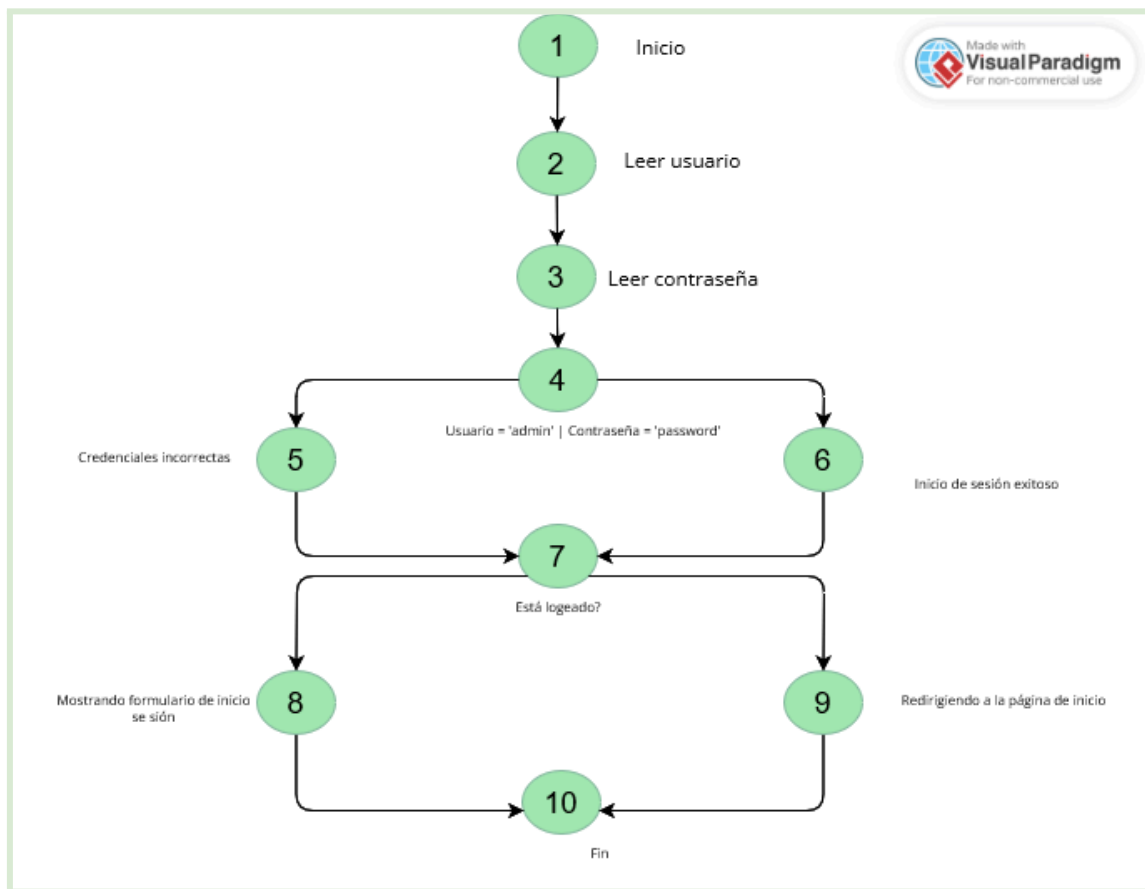 1
Inicio
Made with
Visual Paradigm
For non-commercial use
2
Leer usuario
3
Leer contraseña
4
Usuario = 'admin' | Contraseña = 'password'
Credenciales incorrectas
5
6
Inicio de sesión exitoso
7
Está logeado?
Mostrando formulario de inicio
se sión
8
9
Redirigiendo a la página de inicio
10
Fin